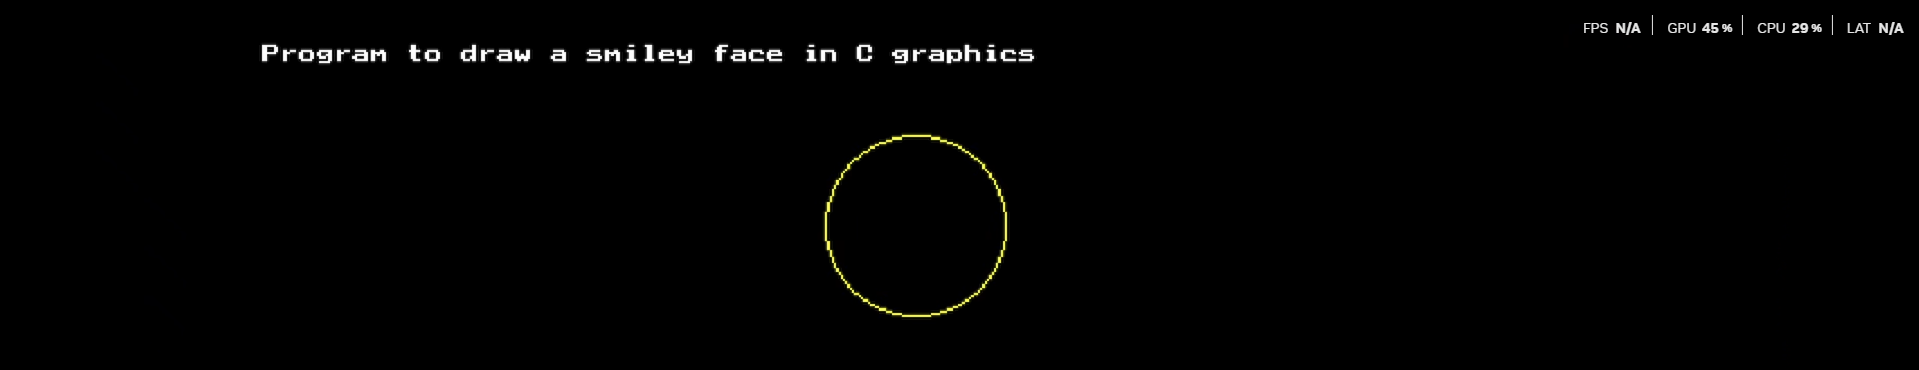 FPS N/A GPU 45 % CPU 29 % LAT N/A
Program to draw a smiley face in C graphics